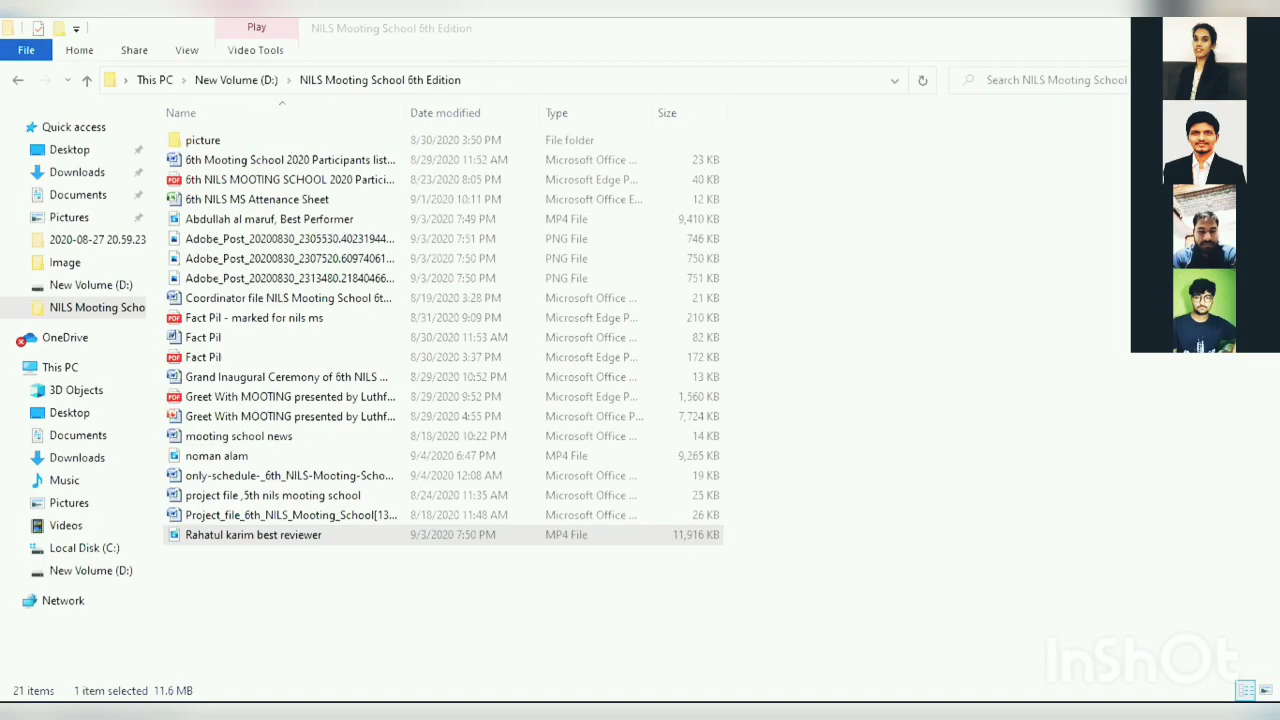 Play
NILS Mooting School 6th Edition
File Home Share View Video Tools
This PC New Volume (D:) NILS Mooting School 6th Edition
Search NILS Mooting School
Name Date modified Type Size
Quick access
Desktop
Downloads
Documents
Pictures
2020-08-27 20.59.23
Image
New Volume (D:)
NILS Mooting Scho
OneDrive
This PC
3D Objects
Desktop
Documents
Downloads
Music
Pictures
Videos
Local Disk (C:)
New Volume (D:)
Network
picture 8/30/2020 3:50 PM File folder
6th Mooting School 2020 Participants list... 8/29/2020 11:52 AM Microsoft Office ... 23 KB
6th NILS MOOTING SCHOOL 2020 Partici... 8/23/2020 8:05 PM Microsoft Edge P... 40 KB
6th NILS MS Attenance Sheet 9/1/2020 10:11 PM Microsoft Office E... 12 KB
Abdullah al maruf, Best Performer 9/3/2020 7:49 PM MP4 File 9,410 KB
Adobe_Post_20200830_2305530.40231944... 9/3/2020 7:51 PM PNG File 746 KB
Adobe_Post_20200830_2307520.60974061... 9/3/2020 7:50 PM PNG File 750 KB
Adobe_Post_20200830_2313480.21840466... 9/3/2020 7:50 PM PNG File 751 KB
Coordinator file NILS Mooting School 6t... 8/19/2020 3:28 PM Microsoft Office ... 21 KB
Fact Pil - marked for nils ms 8/31/2020 9:09 PM Microsoft Edge P... 210 KB
Fact Pil 8/30/2020 11:53 AM Microsoft Office ... 82 KB
Fact Pil 8/30/2020 3:37 PM Microsoft Edge P... 172 KB
Grand Inaugural Ceremony of 6th NILS ... 8/29/2020 10:52 PM Microsoft Office ... 13 KB
Greet With MOOTING presented by Luthf... 8/29/2020 9:52 PM Microsoft Edge P... 1,560 KB
Greet With MOOTING presented by Luthf... 8/29/2020 4:55 PM Microsoft Office P... 7,724 KB
mooting school news 8/18/2020 10:22 PM Microsoft Office ... 14 KB
noman alam 9/4/2020 6:47 PM MP4 File 9,265 KB
only-schedule-_6th_NILS-Mooting-Scho... 9/4/2020 12:08 AM Microsoft Office ... 19 KB
project file ,5th nils mooting school 8/24/2020 11:35 AM Microsoft Office ... 25 KB
Project_file_6th_NILS_Mooting_School[13... 8/18/2020 11:48 AM Microsoft Office ... 26 KB
Rahatul karim best reviewer 9/3/2020 7:50 PM MP4 File 11,916 KB
InShOt
21 items 1 item selected 11.6 MB